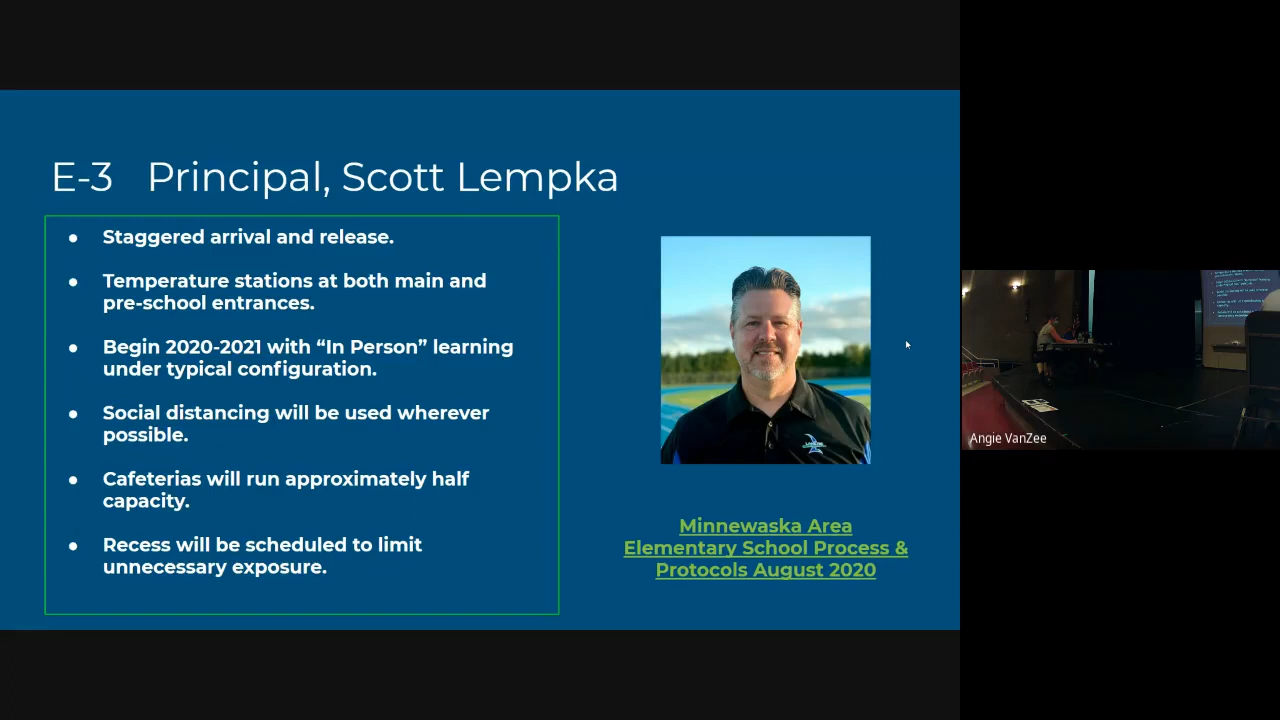 E-3 Principal, Scott Lempka
● Staggered arrival and release.
● Temperature stations at both main and
pre-school entrances.
● Begin 2020-2021 with “In Person” learning
under typical configuration.
● Social distancing will be used wherever
possible.
● Cafeterias will run approximately half
capacity.
● Recess will be scheduled to limit
unnecessary exposure.
Minnewaska Area
Elementary School Process &
Protocols August 2020
Angie VanZee